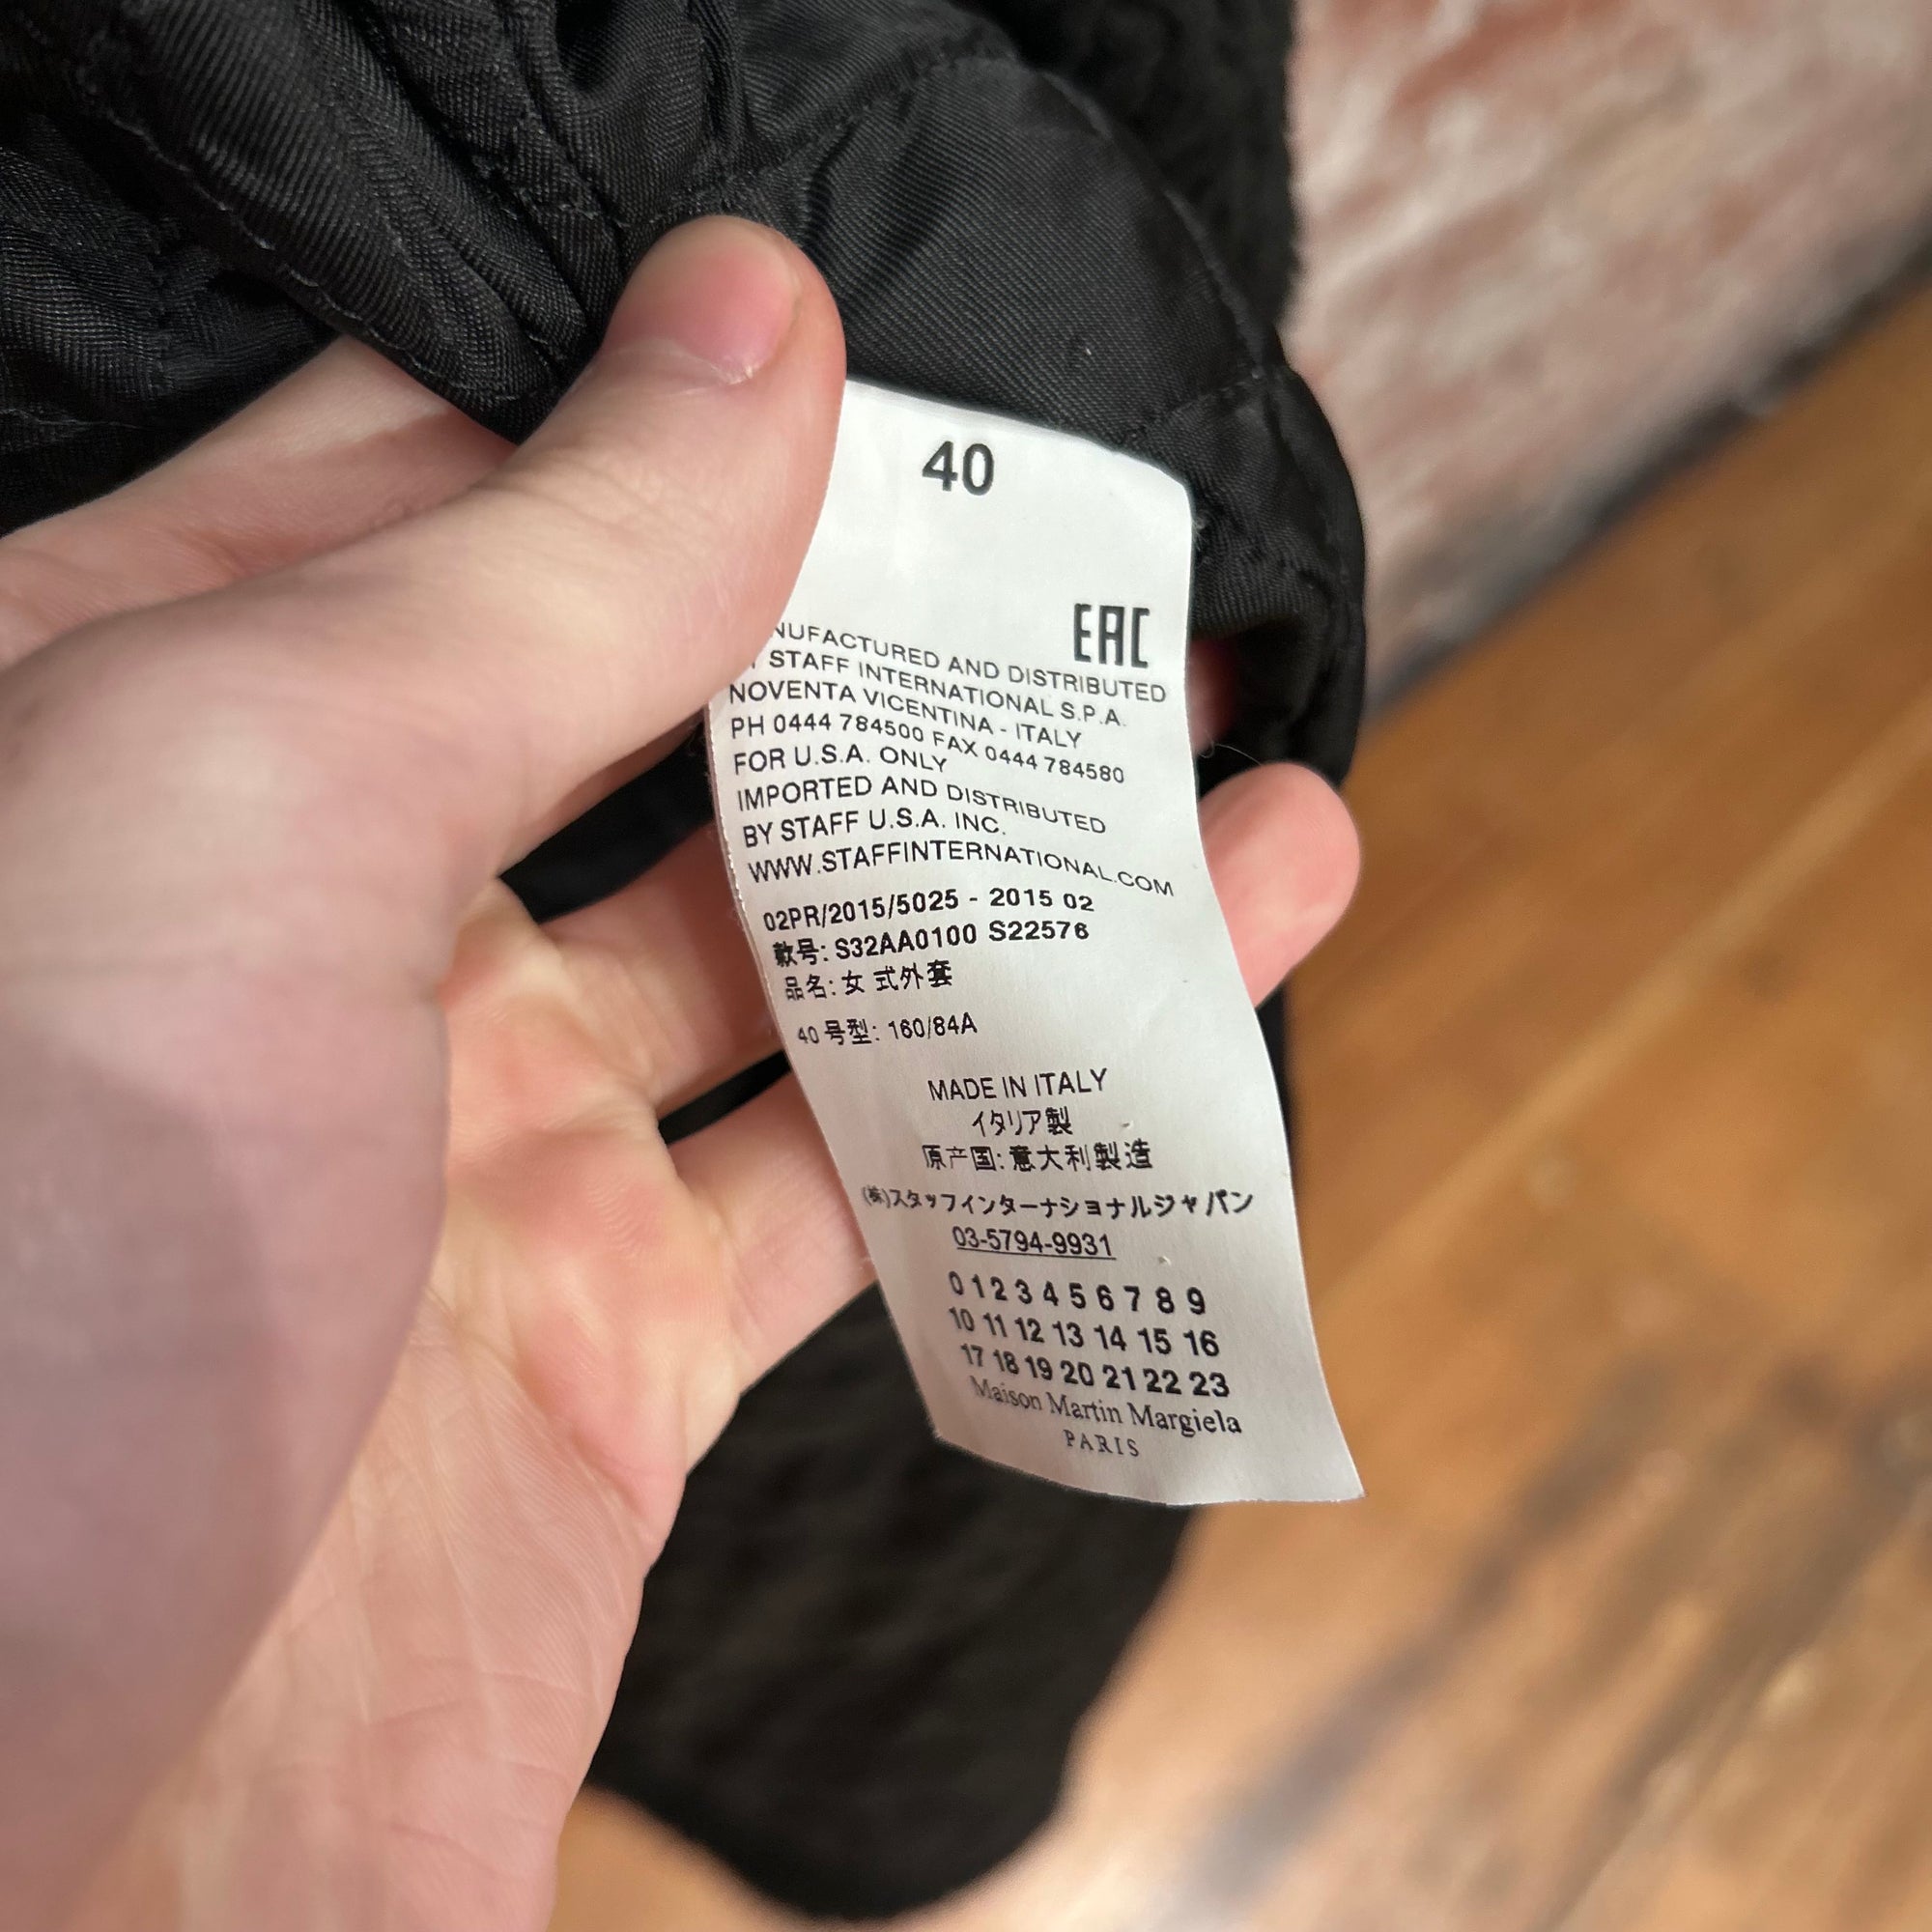 40
EAC
NUFACTURED AND DISTRIBUTED
STAFF INTERNATIONAL S.P.A.
NOVENTA VICENTINA - ITALY
PH 0444 784500 FAX 0444 784580
FOR U.S.A. ONLY
IMPORTED AND DISTRIBUTED
BY STAFF U.S.A. INC.
WWW.STAFFINTERNATIONAL.COM
02PR/2015/5025 - 2015 02
款号: S32AA0100 S22576
品名: 女 式外套
40 号型: 160/84A
MADE IN ITALY
イタリア製
原产国: 意大利製造
(株)スタッフインターナショナルジャパン
03-5794-9931
0 1 2 3 4 5 6 7 8 9
10 11 12 13 14 15 16
17 18 19 20 21 22 23
Maison Martin Margiela
PARIS